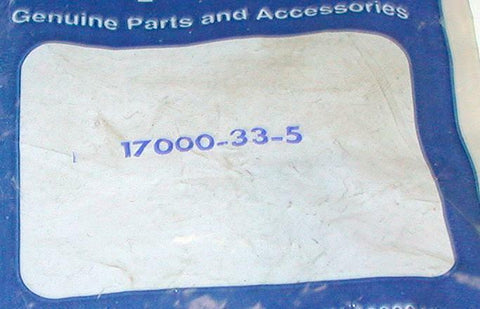 Genuine Parts and Accessories
17000-33-5